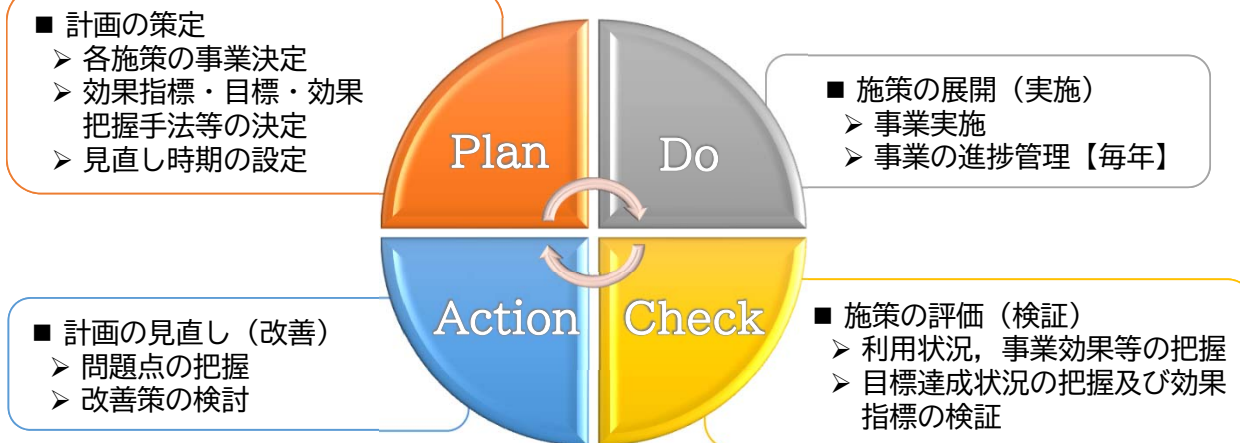 ■ 計画の策定
➢ 各施策の事業決定
➢ 効果指標・目標・効果
把握手法等の決定
➢ 見直し時期の設定
Plan
Do
■ 施策の展開（実施）
➢ 事業実施
➢ 事業の進捗管理【毎年】
■ 計画の見直し（改善）
➢ 問題点の把握
➢ 改善策の検討
Action
Check
■ 施策の評価（検証）
➢ 利用状況，事業効果等の把握
➢ 目標達成状況の把握及び効果
指標の検証